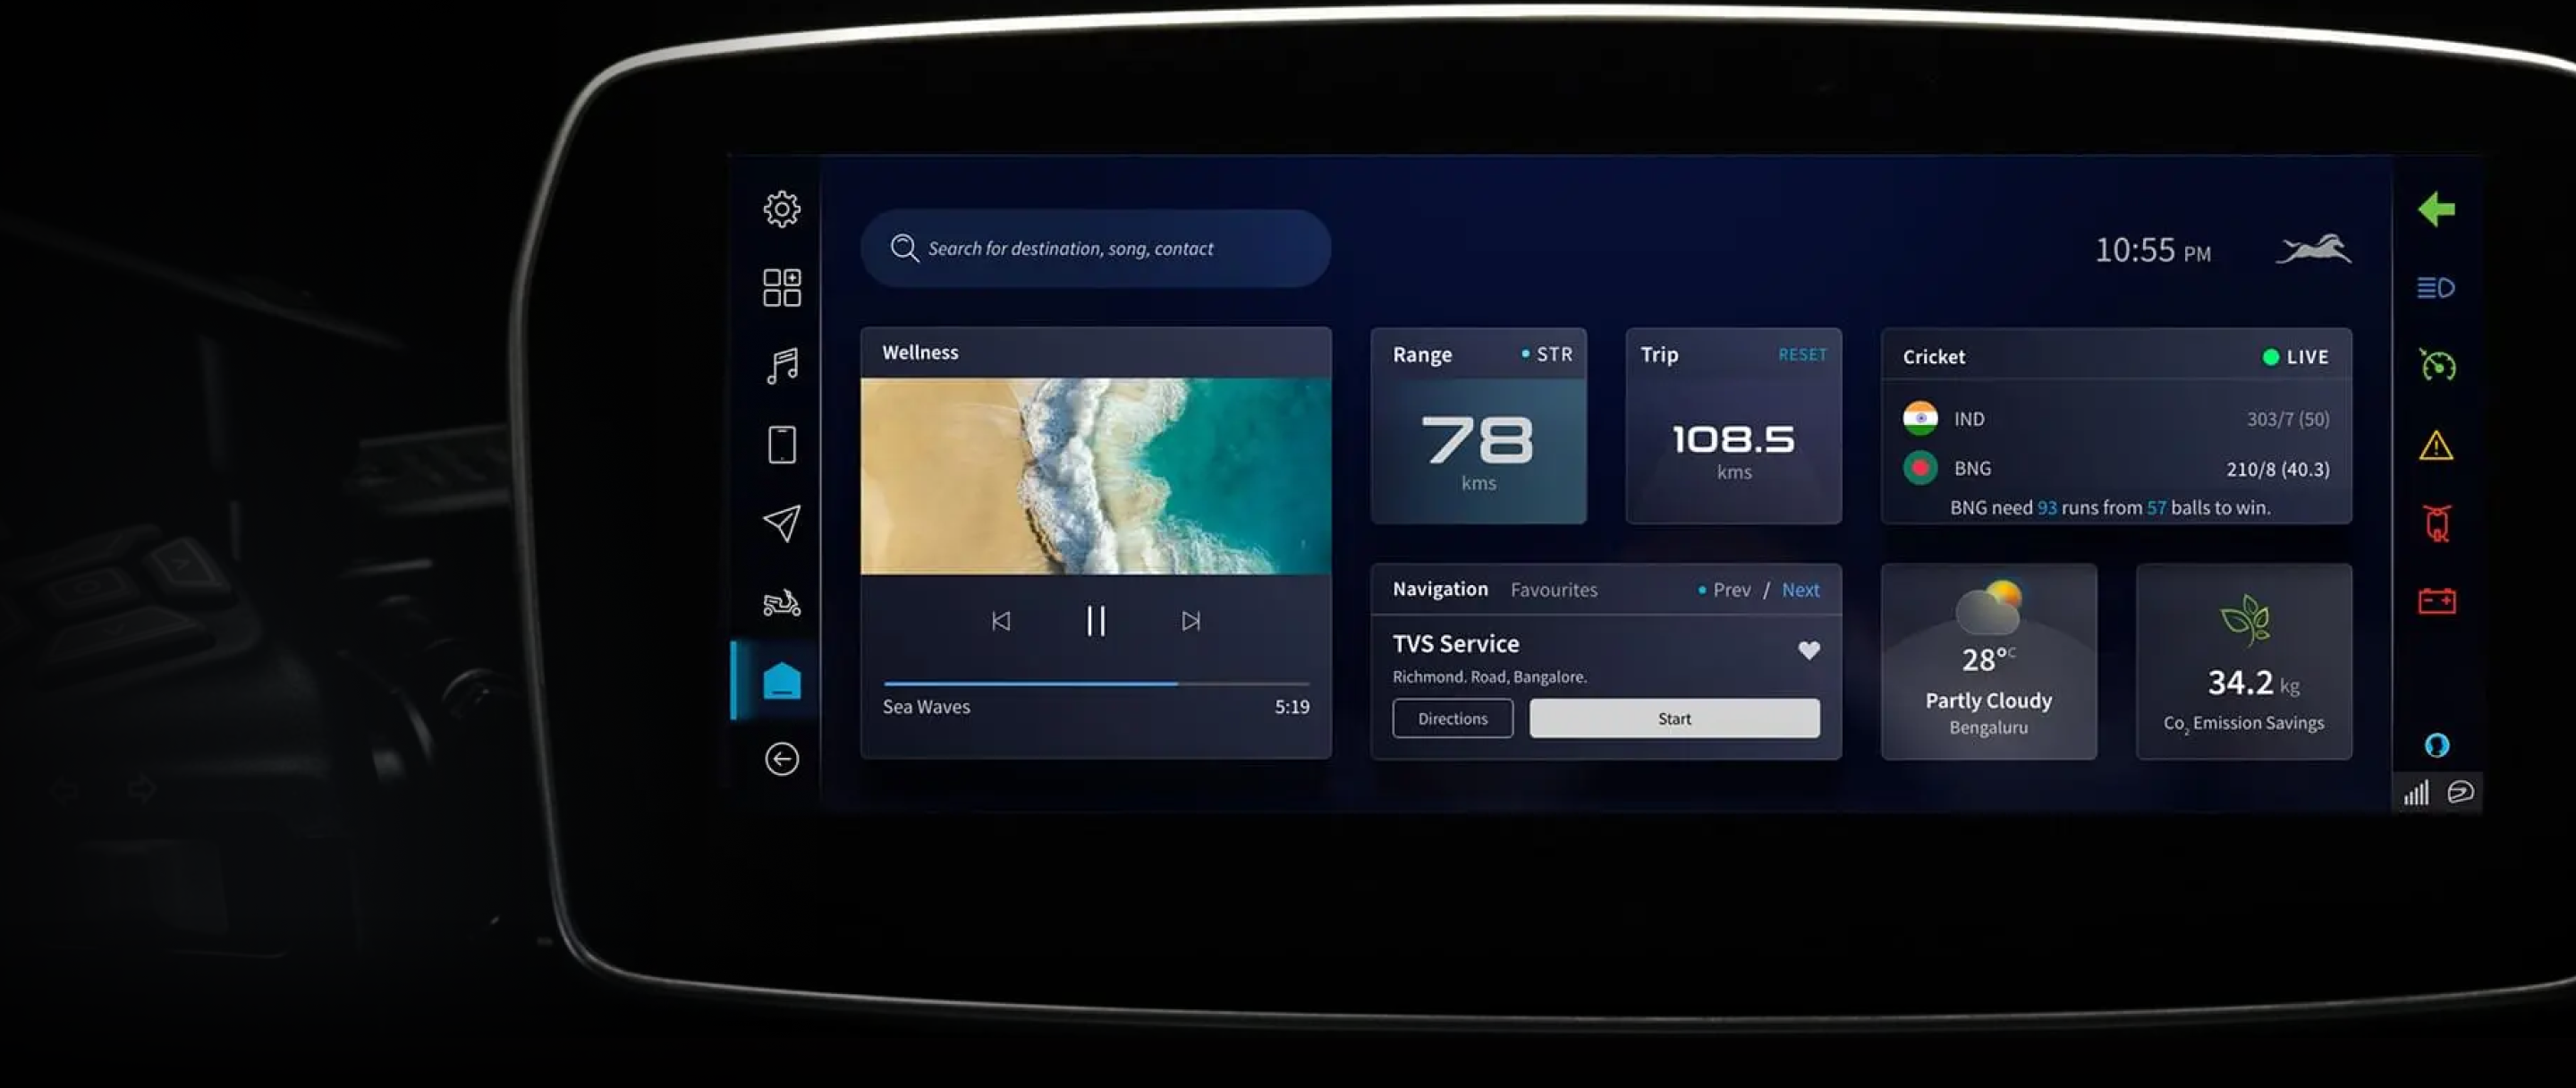 Search for destination, song, contact
10:55 PM
Wellness
Sea Waves 5:19
Range • STR
78
kms
Trip RESET
108.5
kms
Cricket LIVE
IND 303/7 (50)
BNG 210/8 (40.3)
BNG need 93 runs from 57 balls to win.
Navigation Favourites • Prev / Next
TVS Service
Richmond. Road, Bangalore.
Directions Start
28°C
Partly Cloudy
Bengaluru
34.2 kg
Co₂ Emission Savings